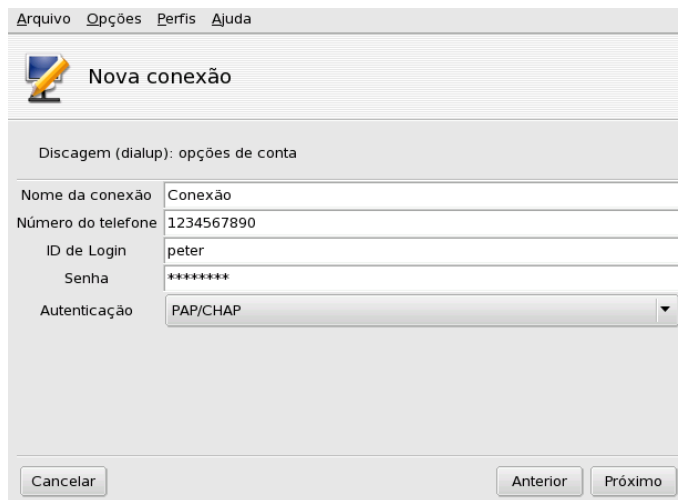 Arquivo Opções Perfis Ajuda
Nova conexão
Discagem (dialup): opções de conta
Nome da conexão Conexão
Número do telefone 1234567890
ID de Login peter
Senha ********
Autenticação PAP/CHAP
Cancelar Anterior Próximo